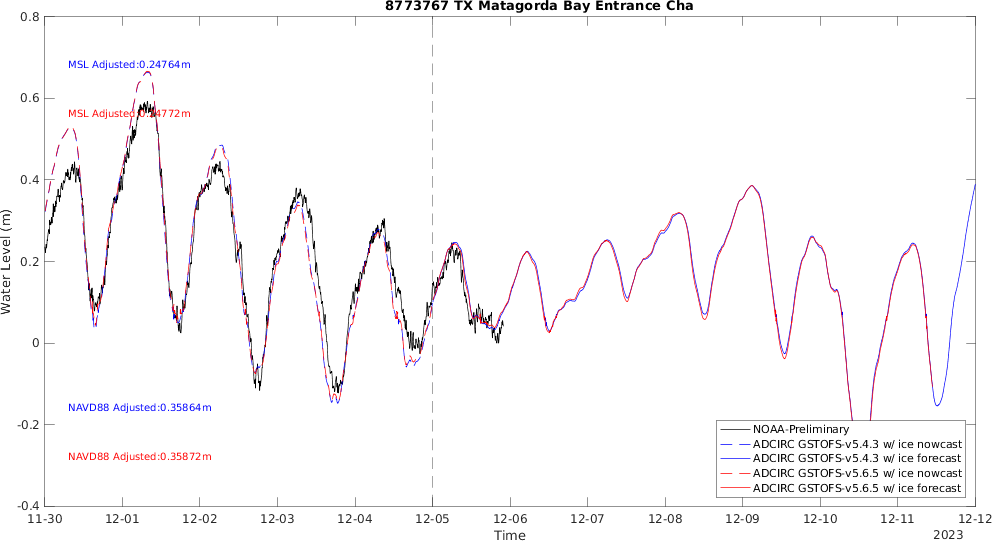 8773767 TX Matagorda Bay Entrance Cha
0.8
0.6
0.4
0.2
0
-0.2
-0.4
Water Level (m)
MSL Adjusted:0.24764m
MSL Adjusted:0.24772m
NAVD88 Adjusted:0.35864m
NAVD88 Adjusted:0.35872m
NOAA-Preliminary
ADCIRC GSTOFS-v5.4.3 w/ ice nowcast
ADCIRC GSTOFS-v5.4.3 w/ ice forecast
ADCIRC GSTOFS-v5.6.5 w/ ice nowcast
ADCIRC GSTOFS-v5.6.5 w/ ice forecast
11-30 12-01 12-02 12-03 12-04 12-05 12-06 12-07 12-08 12-09 12-10 12-11 12-12
Time
2023